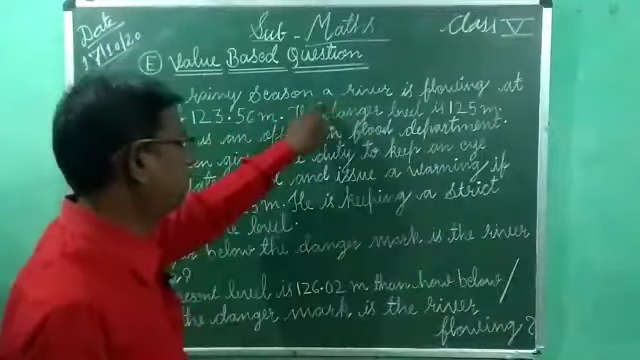 Date
17/10/20
Sub - Maths
Class V
E Value Based Question
rainy season a river is flowing at
123.56 m. danger level is 125 m.
is an flood department.
duty to keep an eye
and issue a warning if
m. He is keeping a strict
level.
below the danger mark is the river
?
level is 126.02 m than how below/
the danger mark is the river
flowing?